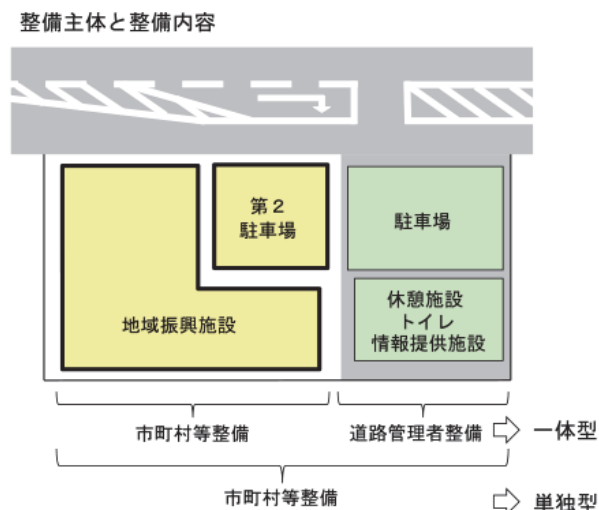 整備主体と整備内容
第2
駐車場
駐車場
地域振興施設
休憩施設
トイレ
情報提供施設
市町村等整備
道路管理者整備
一体型
市町村等整備
単独型